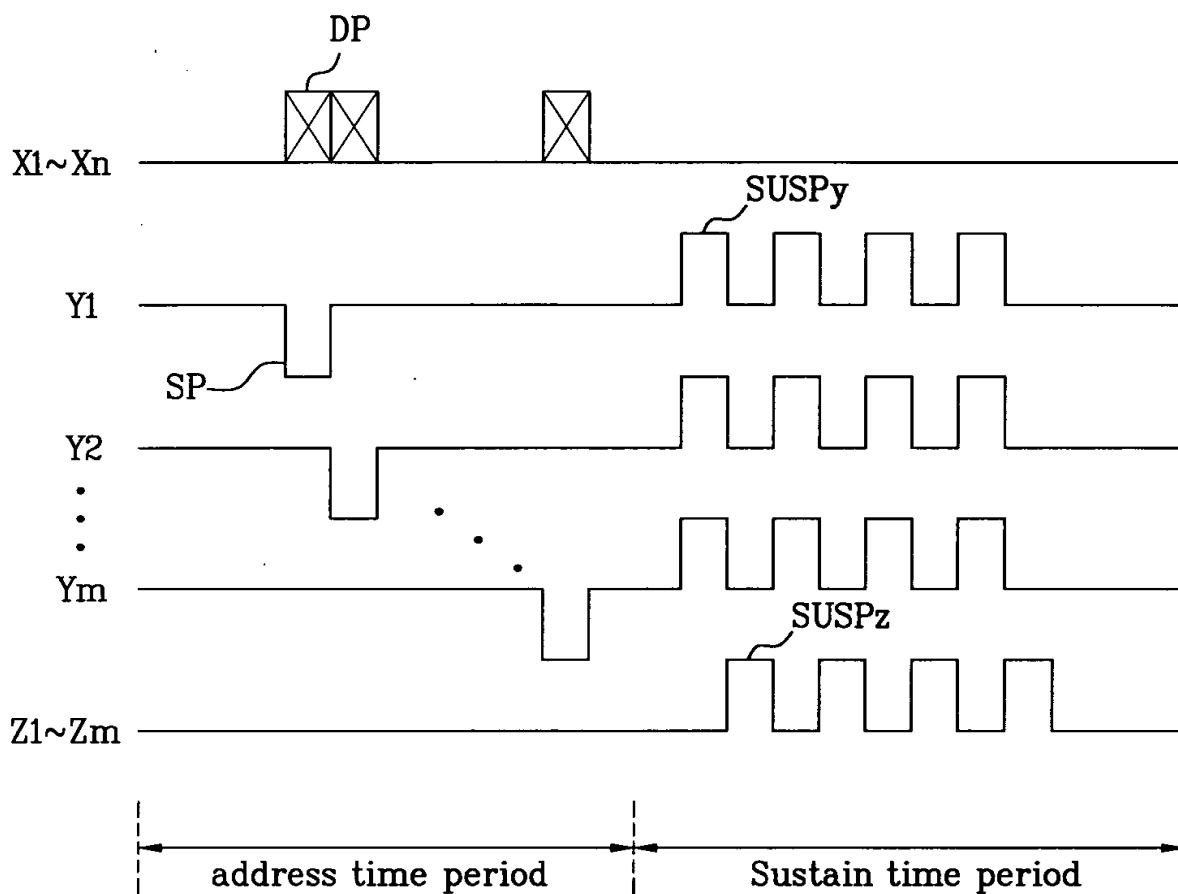 DP
X1~Xn
SUSPy
Y1
SP
Y2
Ym
SUSPz
Z1~Zm
address time period
Sustain time period